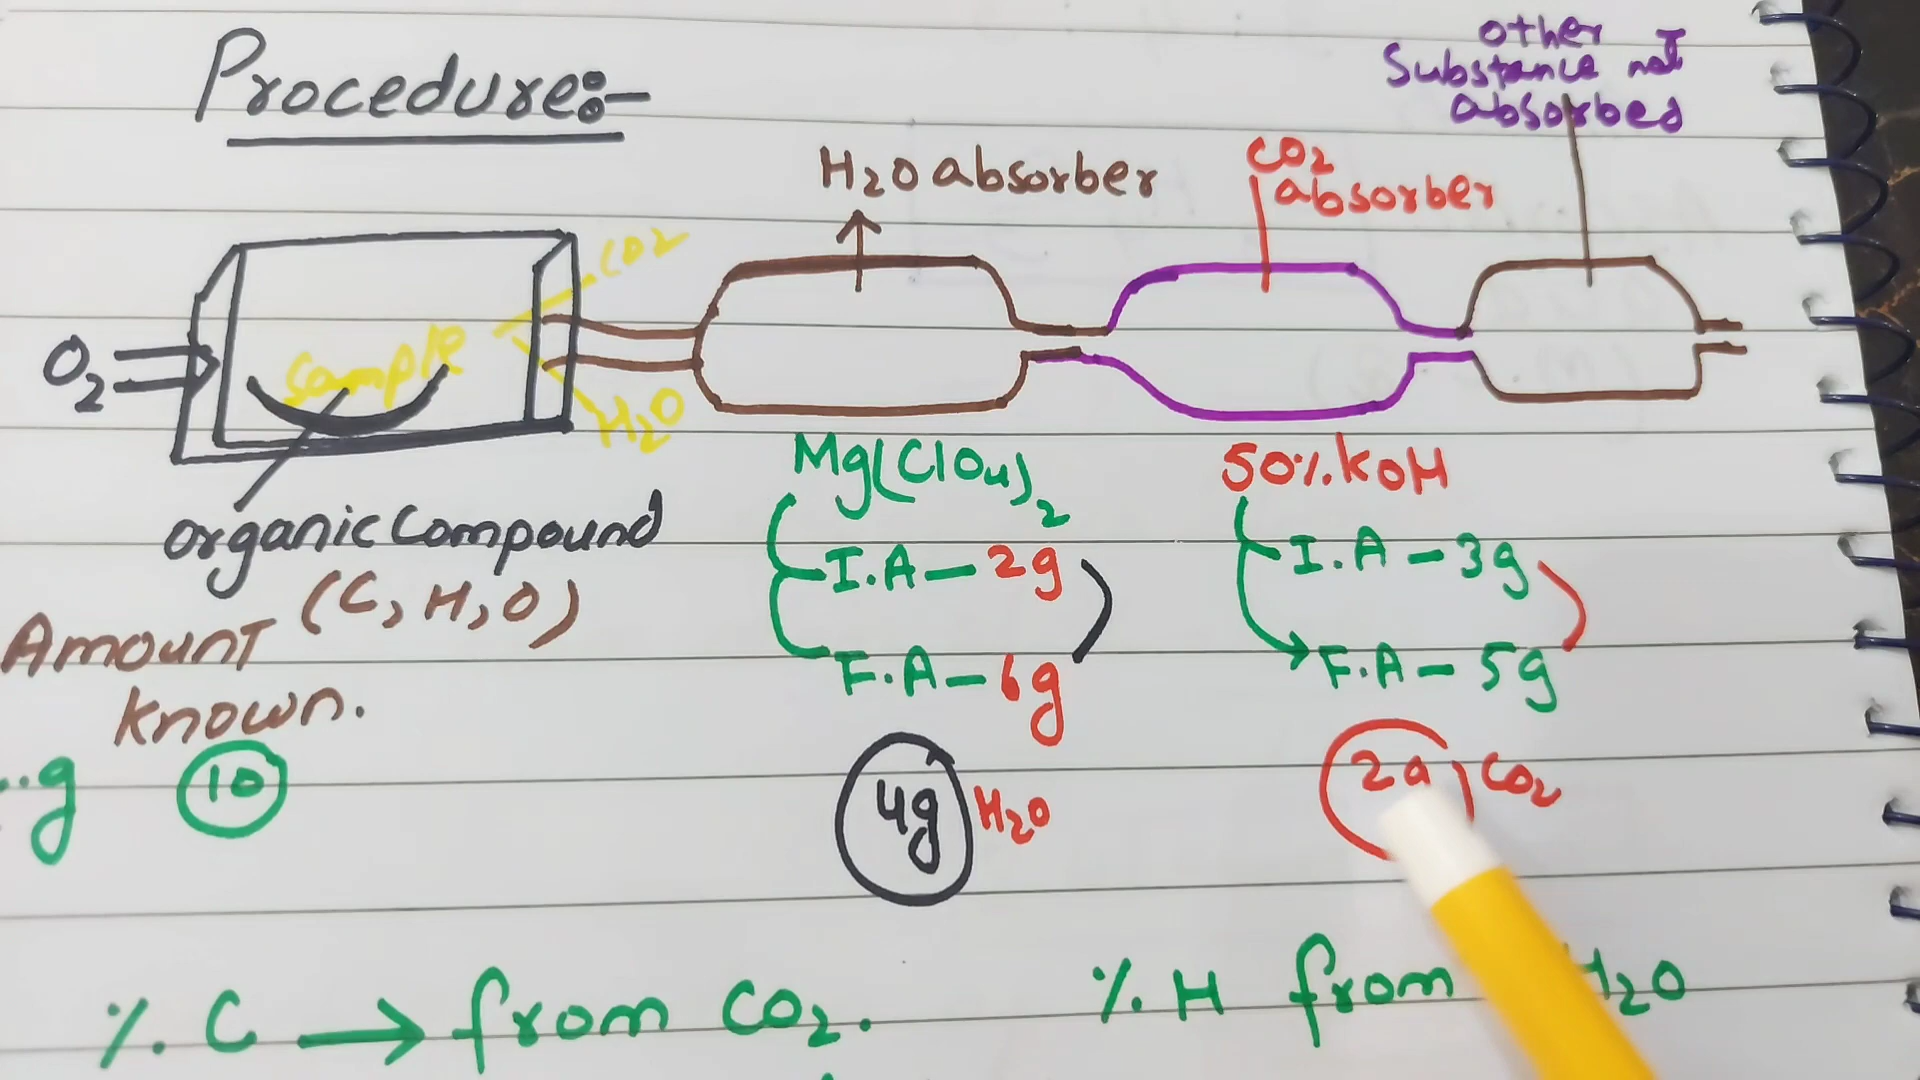 Procedure:-
other
Substance not
absorbed
H2O absorber
CO2
absorber
CO2
O2
Sample
H2O
Mg(ClO4)2
50% KOH
organic Compound
(C, H, O)
I.A - 2g
I.A - 3g
Amount
known.
F.A - 6g
F.A - 5g
..g 10
4g H2O
CO2
% C → from CO2.
% H from H2O